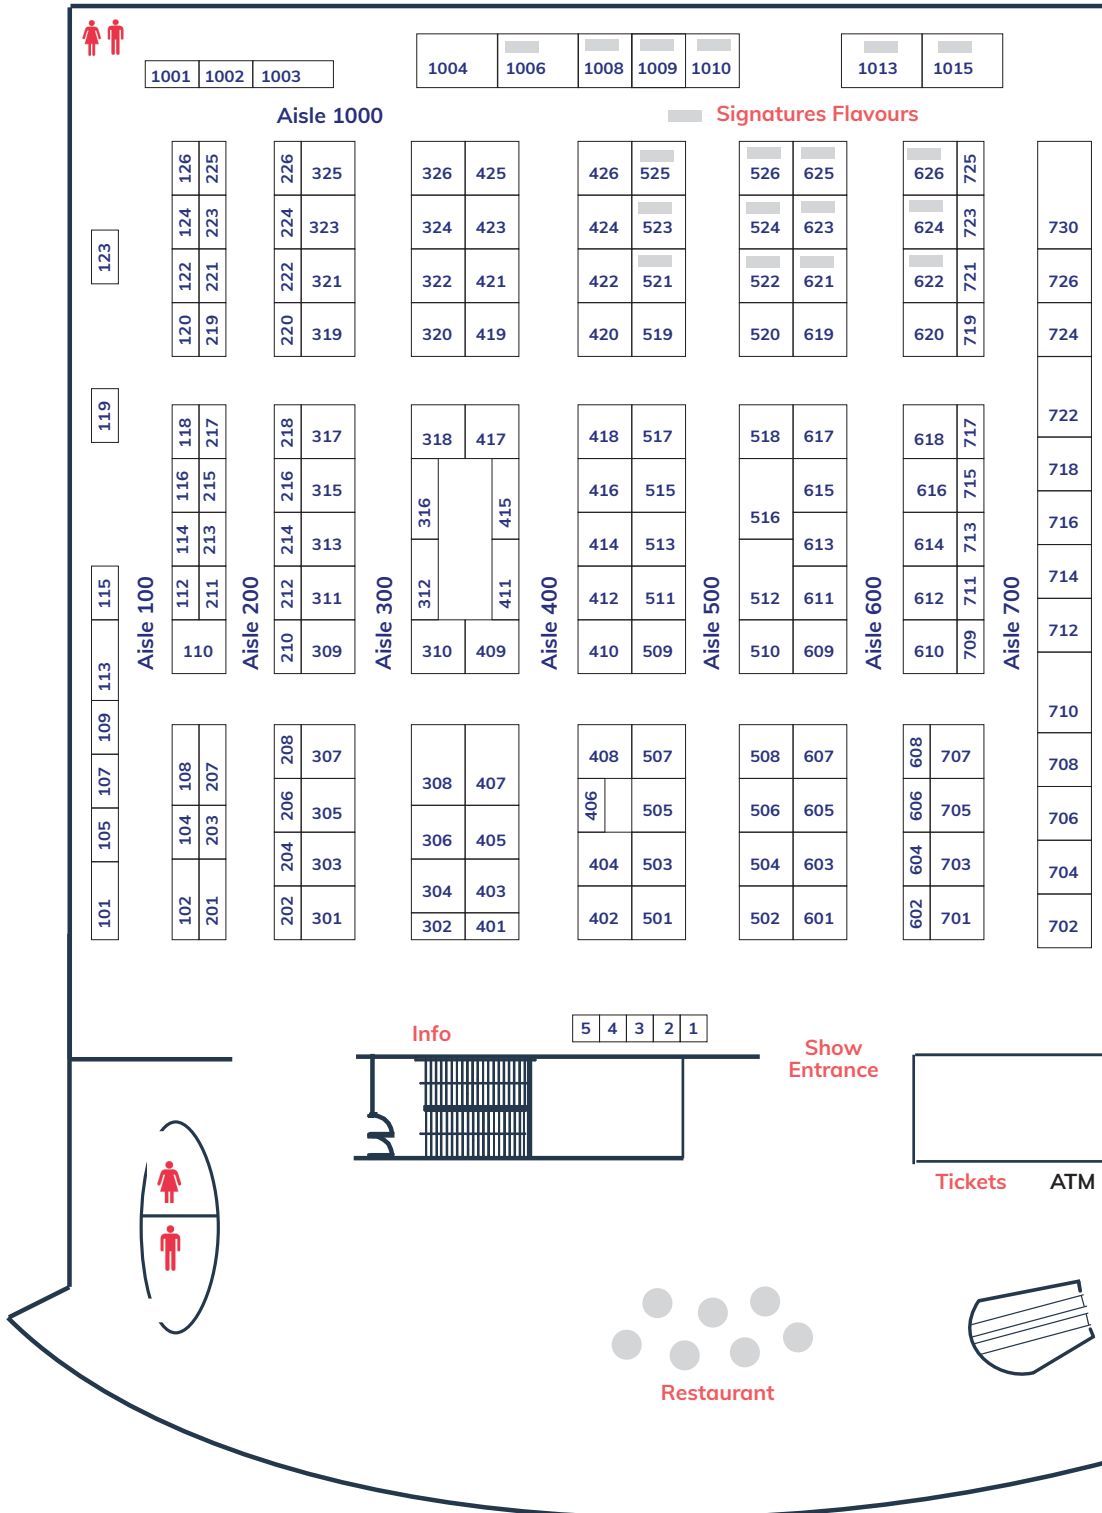 1001 1002 1003 1004 1006 1008 1009 1010 1013 1015
Aisle 1000
Signatures Flavours
126 225 226 325 326 425 426 525 526 625 626 725
124 223 224 323 324 423 424 523 524 623 624 723 730
123
122 221 222 321 322 421 422 521 522 621 622 721 726
120 219 220 319 320 419 420 519 520 619 620 719 724
119
118 217 218 317 318 417 418 517 518 617 618 717 722
116 215 216 315 316 415 416 515 516 615 616 715 718
114 213 214 313 414 513 613 614 713 716
115 112 211 212 311 312 411 412 511 512 611 612 711 714
Aisle 100
Aisle 200
Aisle 300
Aisle 400
Aisle 500
Aisle 600
Aisle 700
712
113 110 210 309 310 409 410 509 510 609 610 709
109 710
107 108 207 208 307 308 407 408 507 508 607 608 707 708
105 104 203 206 305 306 405 406 505 506 605 606 705 706
204 303 304 403 404 503 504 603 604 703 704
101 102 201 202 301 302 401 402 501 502 601 602 701 702
5 4 3 2 1
Info
Show
Entrance
Tickets
ATM
Restaurant